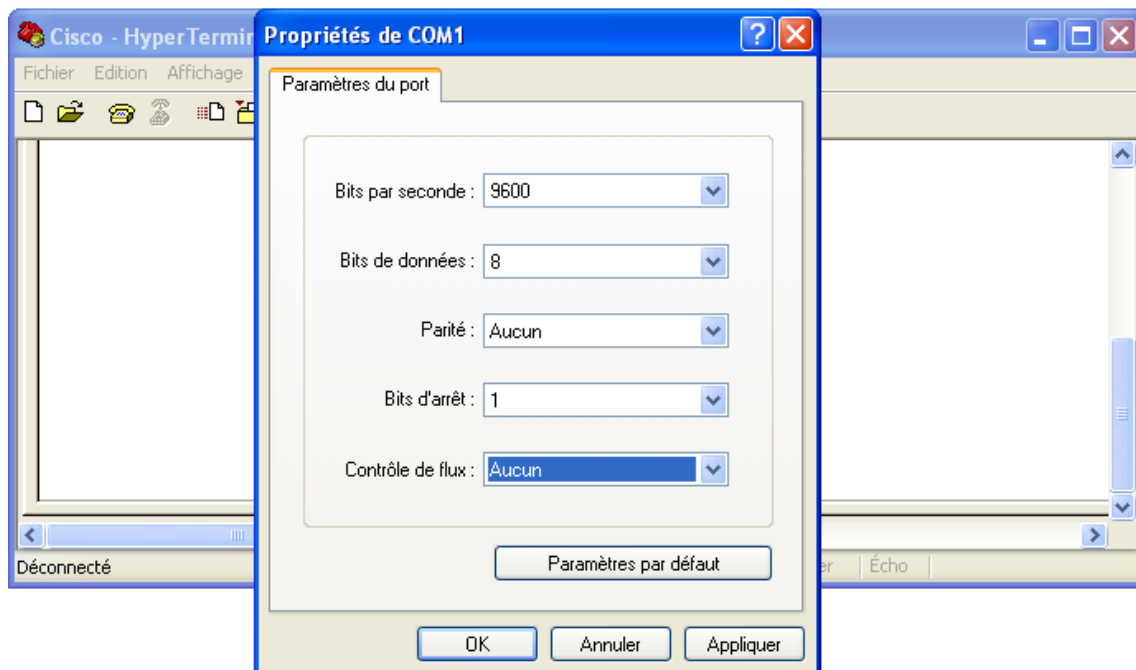 Cisco - HyperTermin
Propriétés de COM1
Fichier Edition Affichage
Paramètres du port
Bits par seconde : 9600
Bits de données : 8
Parité : Aucun
Bits d'arrêt : 1
Contrôle de flux : Aucun
Paramètres par défaut
Déconnecté
er Écho
OK Annuler Appliquer